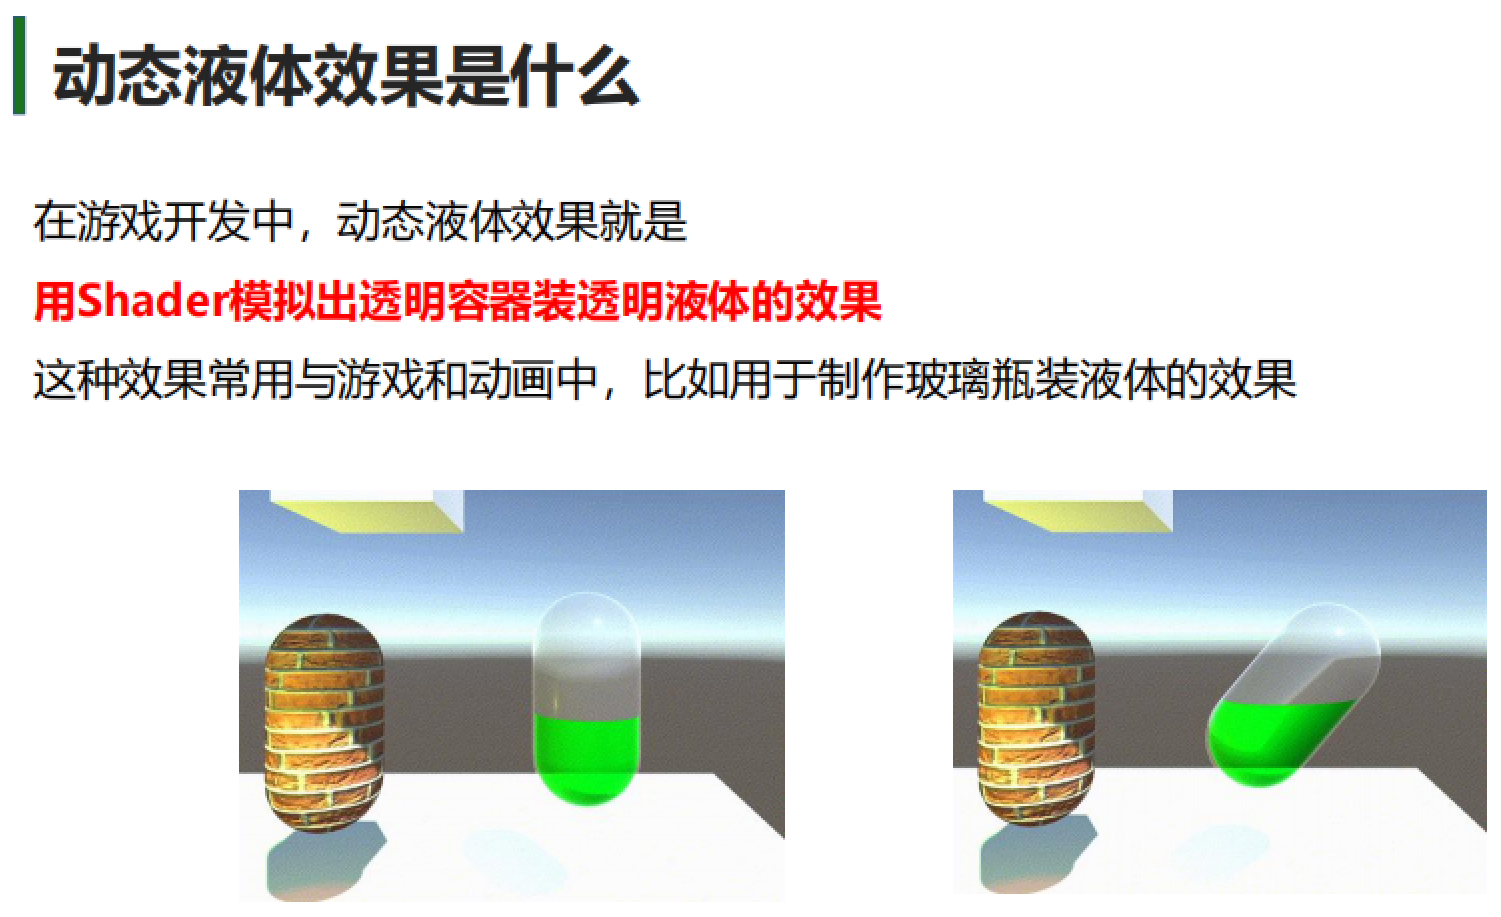 动态液体效果是什么
在游戏开发中，动态液体效果就是
用Shader模拟出透明容器装透明液体的效果
这种效果常用与游戏和动画中，比如用于制作玻璃瓶装液体的效果